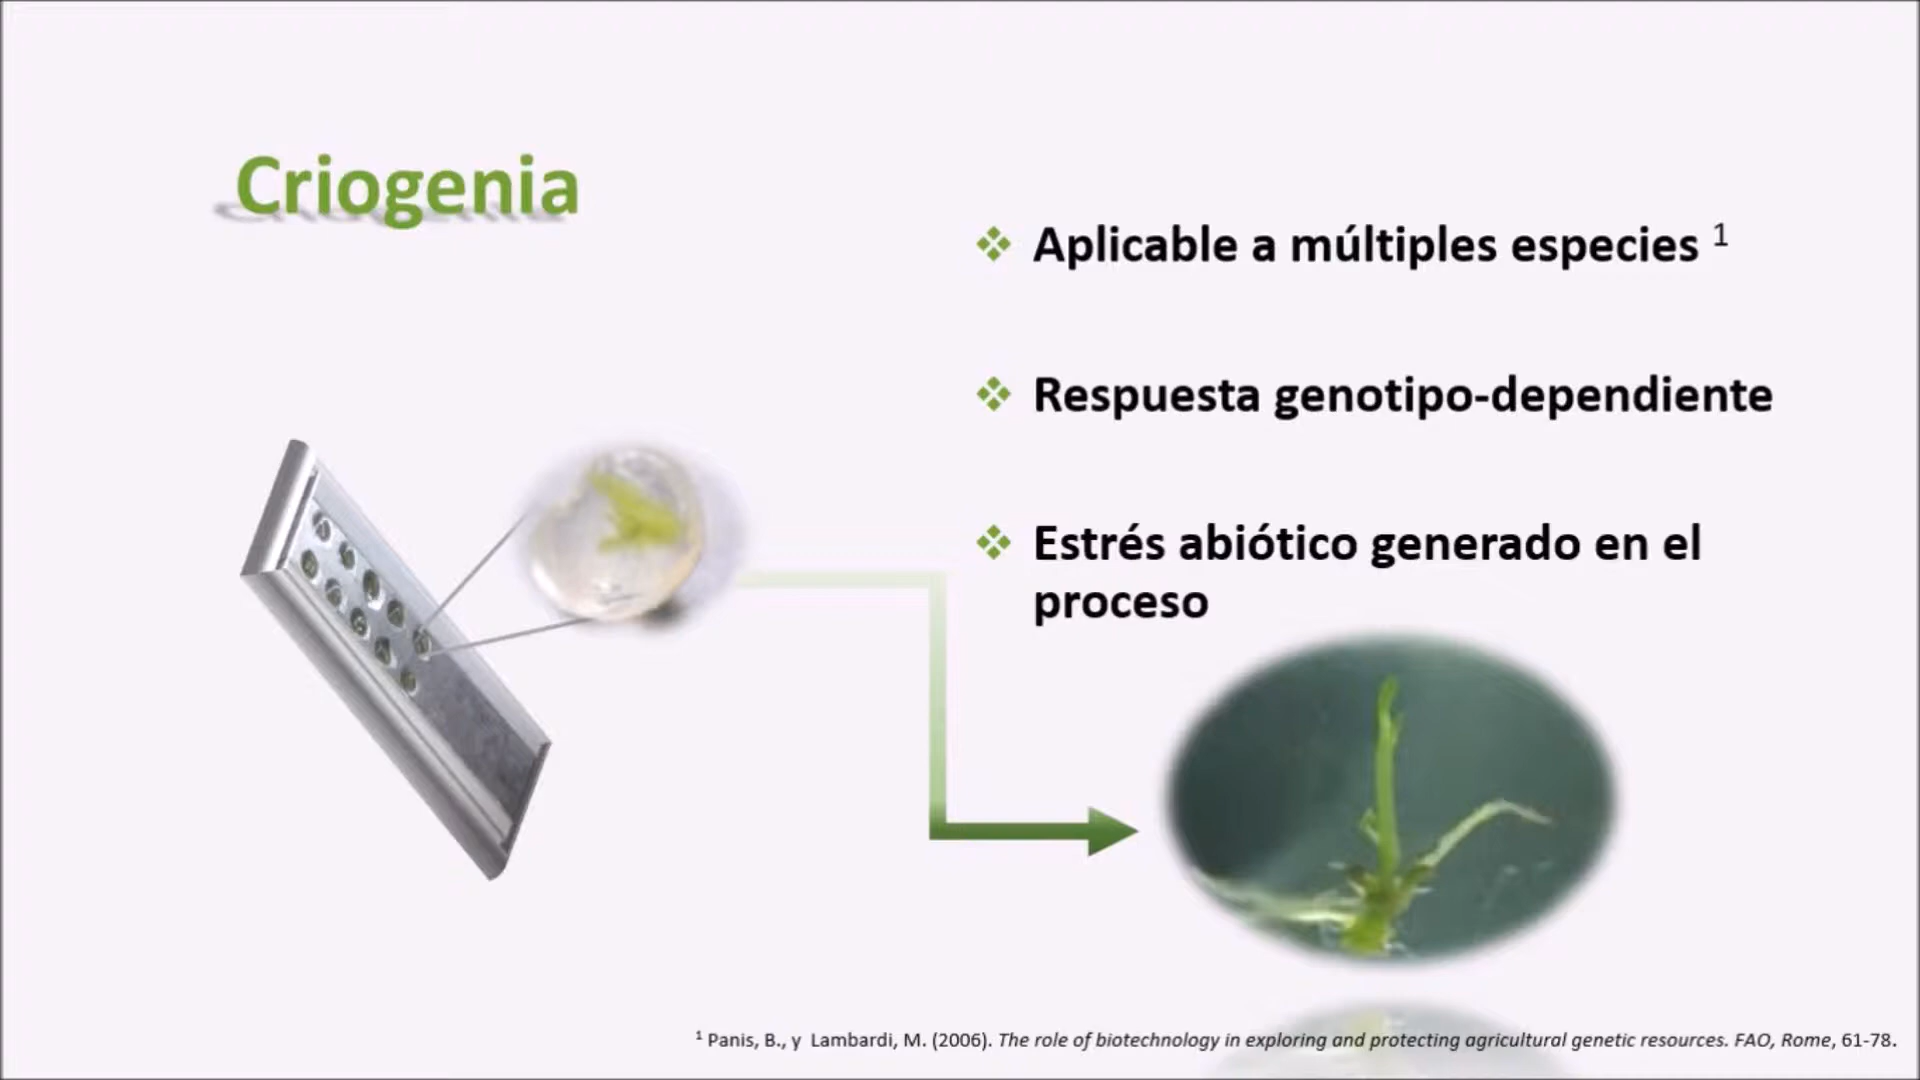 Criogenia
❖ Aplicable a múltiples especies ¹
❖ Respuesta genotipo-dependiente
❖ Estrés abiótico generado en el
proceso
¹ Panis, B., y Lambardi, M. (2006). The role of biotechnology in exploring and protecting agricultural genetic resources. FAO, Rome, 61-78.